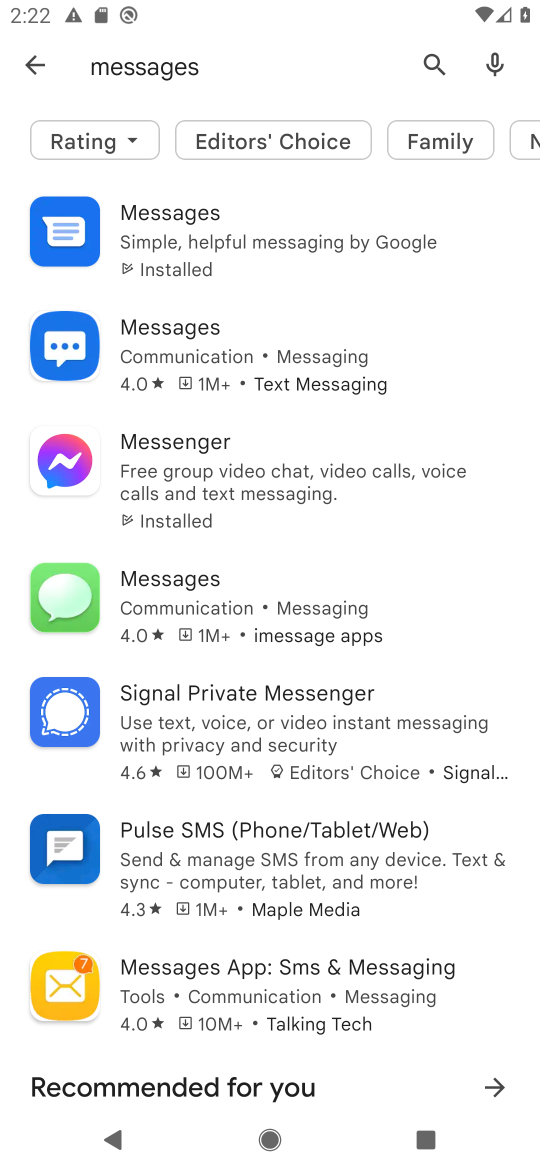 2:22
messages
Rating
Editors' Choice
Family
N
Messages
Simple, helpful messaging by Google
Installed
Messages
Communication • Messaging
4.0★ 1M+ • Text Messaging
Messenger
Free group video chat, video calls, voice
calls and text messaging.
Installed
Messages
Communication • Messaging
4.0★ 1M+ • imessage apps
Signal Private Messenger
Use text, voice, or video instant messaging
with privacy and security
4.6★ 100M+ Editors' Choice • Signal...
Pulse SMS (Phone/Tablet/Web)
Send & manage SMS from any device. Text &
sync - computer, tablet, and more!
4.3★ 1M+ • Maple Media
7
Messages App: Sms & Messaging
Tools • Communication • Messaging
4.0★ 10M+ • Talking Tech
Recommended for you